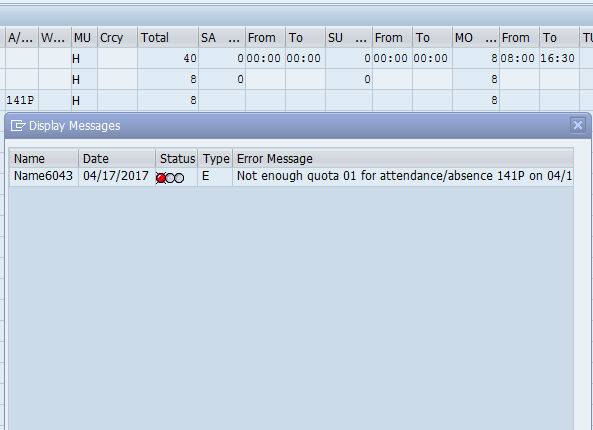 A/... W... MU Crcy Total SA ... From To SU ... From To MO ... From To TU
H 40 0 00:00 00:00 0 00:00 00:00 8 08:00 16:30
H 8 0 0 8
141P H 8 8
Display Messages
Name Date Status Type Error Message
Name6043 04/17/2017 E Not enough quota 01 for attendance/absence 141P on 04/1